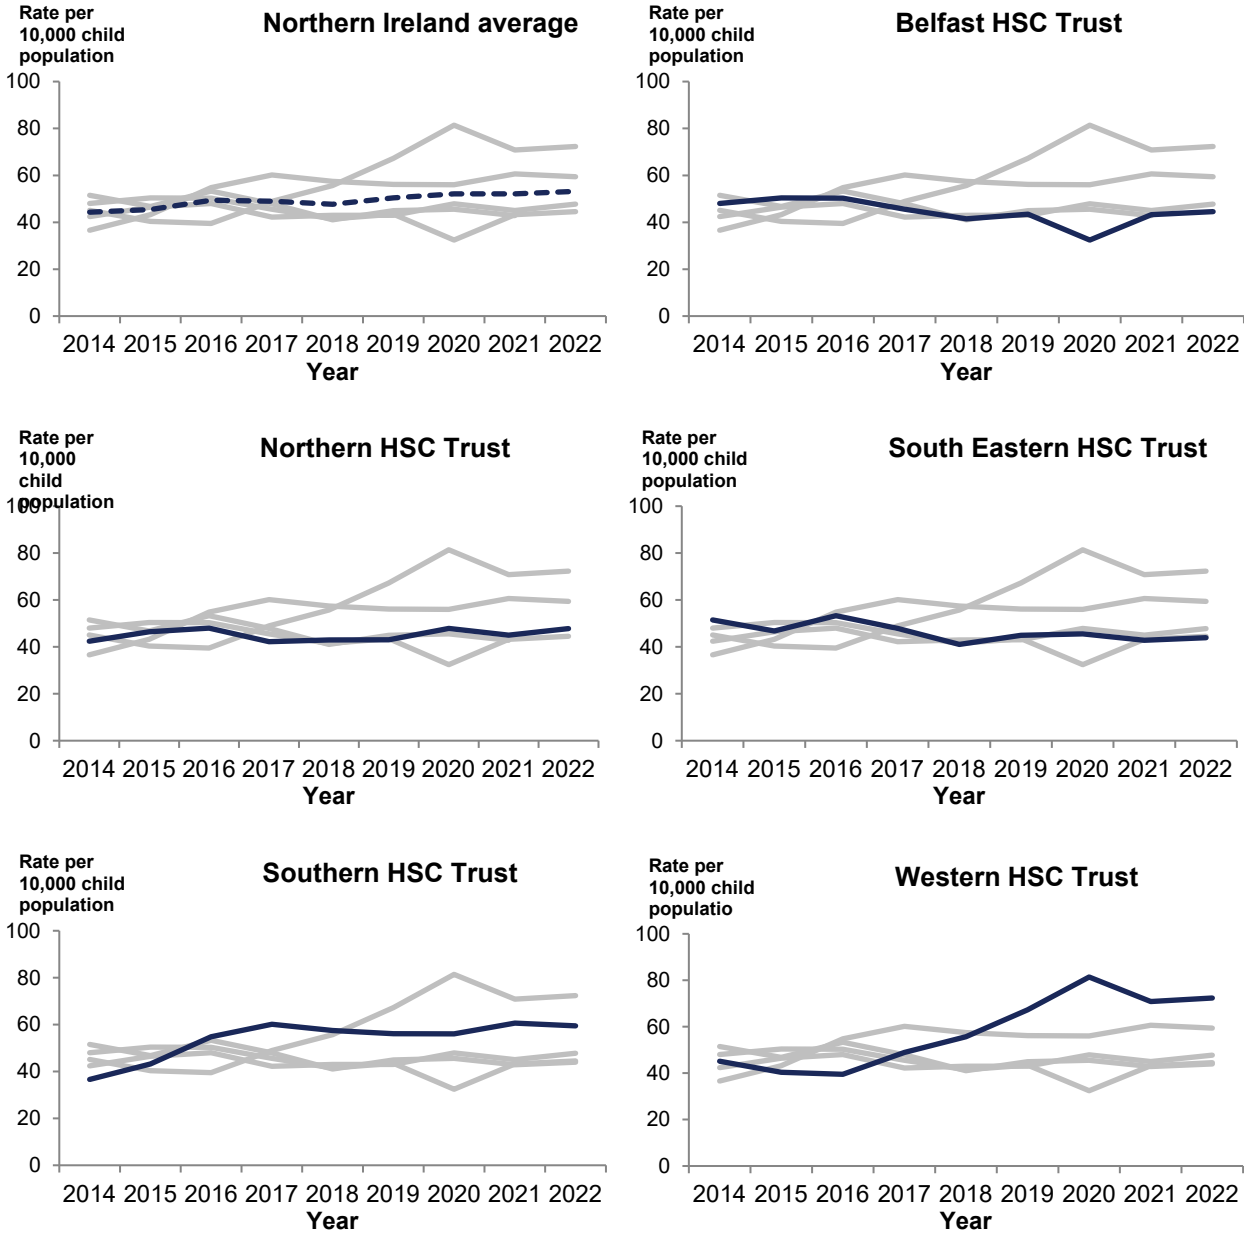 Rate per
10,000 child
population
Northern Ireland average
100
80
60
40
20
0
2014 2015 2016 2017 2018 2019 2020 2021 2022
Year
Rate per
10,000 child
population
Belfast HSC Trust
100
80
60
40
20
0
2014 2015 2016 2017 2018 2019 2020 2021 2022
Year
Rate per
10,000
child
population
Northern HSC Trust
100
80
60
40
20
0
2014 2015 2016 2017 2018 2019 2020 2021 2022
Year
Rate per
10,000 child
population
South Eastern HSC Trust
100
80
60
40
20
0
2014 2015 2016 2017 2018 2019 2020 2021 2022
Year
Rate per
10,000 child
population
Southern HSC Trust
100
80
60
40
20
0
2014 2015 2016 2017 2018 2019 2020 2021 2022
Year
Rate per
10,000 child
populatio
Western HSC Trust
100
80
60
40
20
0
2014 2015 2016 2017 2018 2019 2020 2021 2022
Year